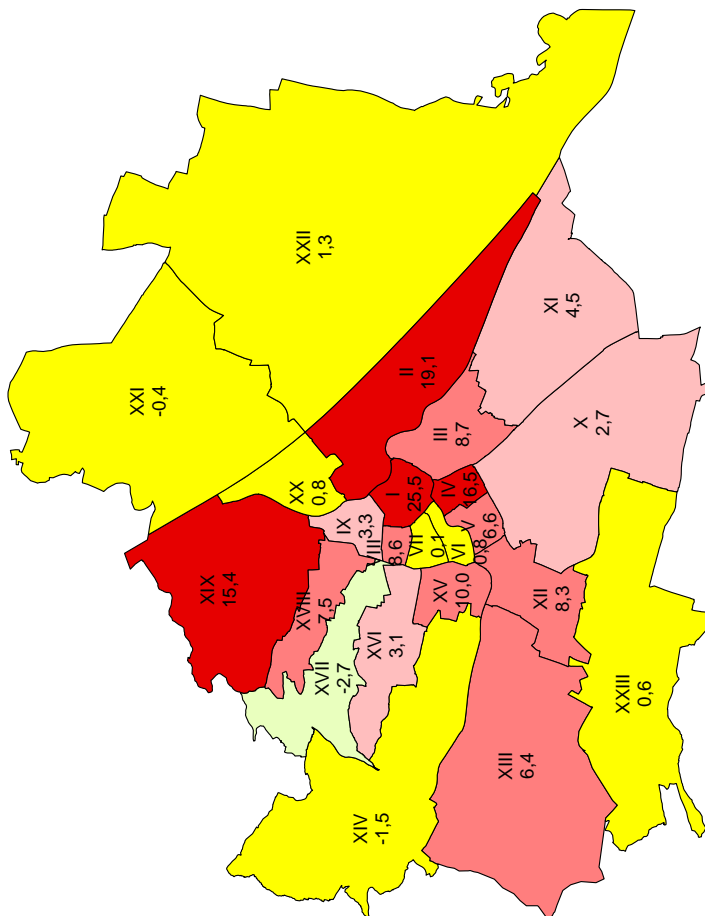 XXII
1,3
XXI
-0,4
XI
4,5
II
19,1
III
8,7
X
2,7
XX
0,8
I
25,5
IV
16,5
IX
3,3
V
6,6
VII
0,1
VIII
8,6
VI
0,8
XIX
15,4
XV
10,0
XII
8,3
XVIII
7,5
XVI
3,1
XVII
-2,7
XXIII
0,6
XIII
6,4
XIV
-1,5